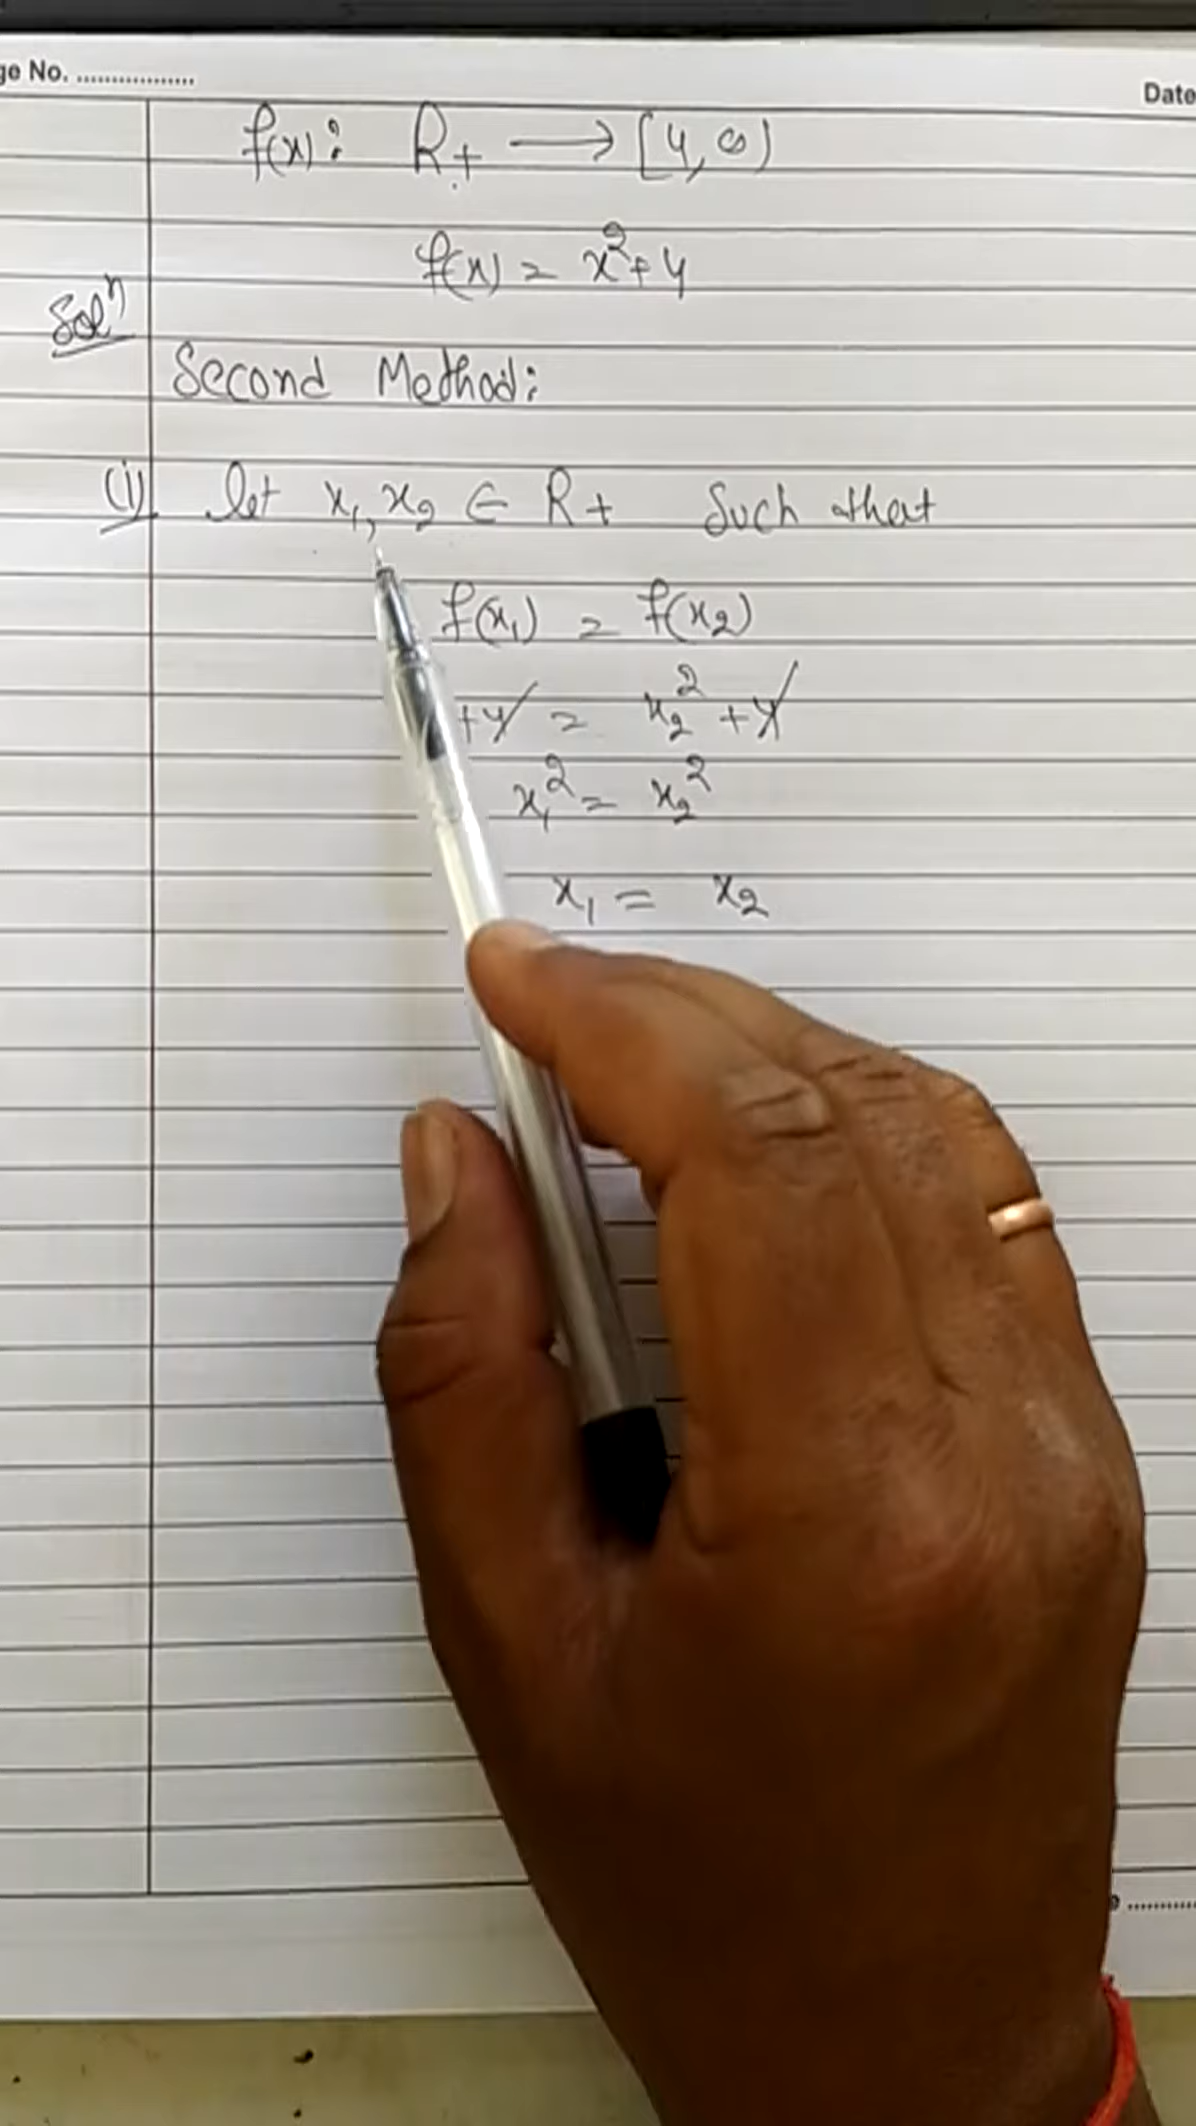 ge No. .................
Date
f(x): R+ → [4, ∞)
f(x) = x²+4
Solⁿ
Second Method:
(i) let x₁, x₂ ∈ R+ Such that
f(x₁) = f(x₂)
+4 = x₂² +4
x₁² = x₂²
x₁ = x₂